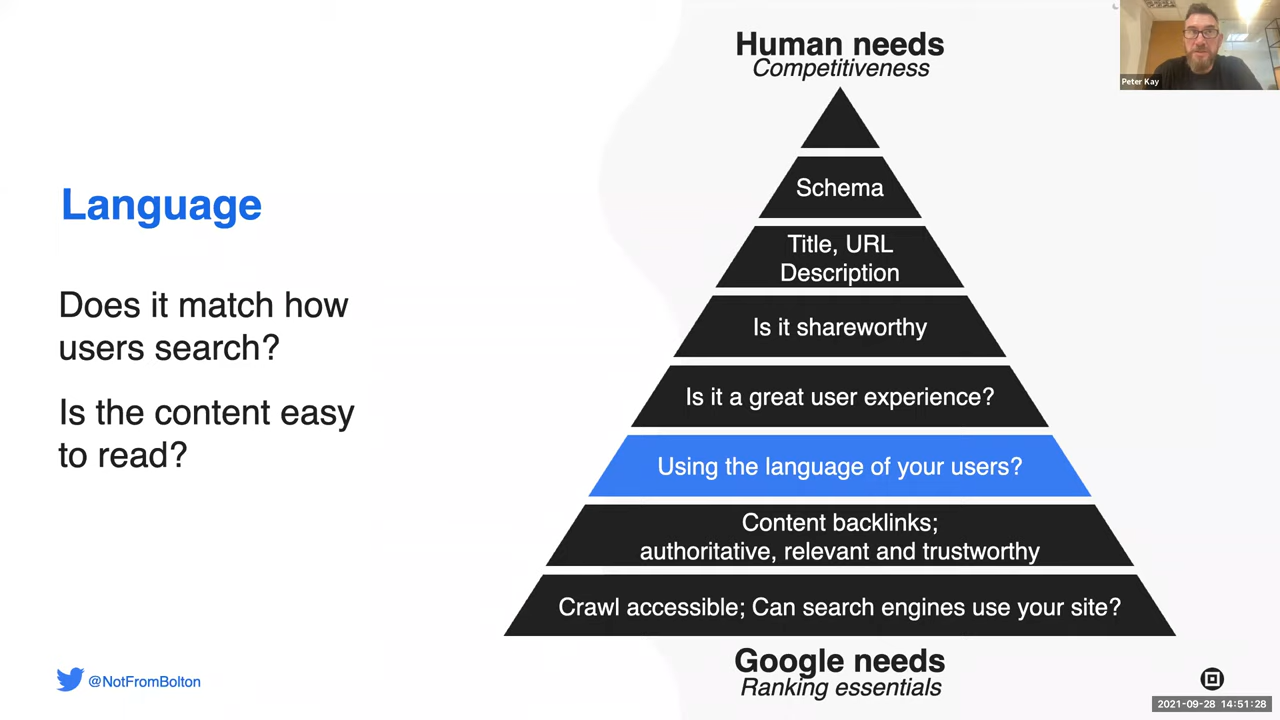 Human needs
Competitiveness
Peter Kay
Language
Does it match how
users search?
Is the content easy
to read?
Schema
Title, URL
Description
Is it shareworthy
Is it a great user experience?
Using the language of your users?
Content backlinks;
authoritative, relevant and trustworthy
Crawl accessible; Can search engines use your site?
Google needs
Ranking essentials
@NotFromBolton
2021-09-28 14:51:28